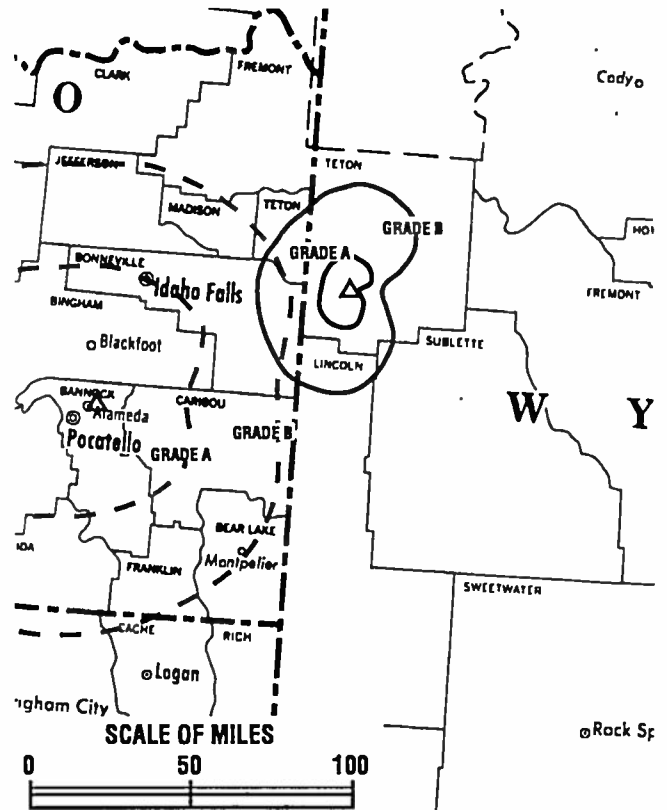 CLARK
FREMONT
Cody
O
JEFFERSON
TETON
MADISON
TETON
GRADE B
GRADE A
BONNEVILLE
Idaho Falls
BINGHAM
FREMONT
Blackfoot
LINCOLN
SUBLETTE
BANNOCK
Alameda
CARIBOU
Pocatello
W Y
GRADE B
GRADE A
BEAR LAKE
Montpelier
FRANKLIN
SWEETWATER
CACHE
RICH
Logan
gham City
SCALE OF MILES
Rock Sp
0 50 100